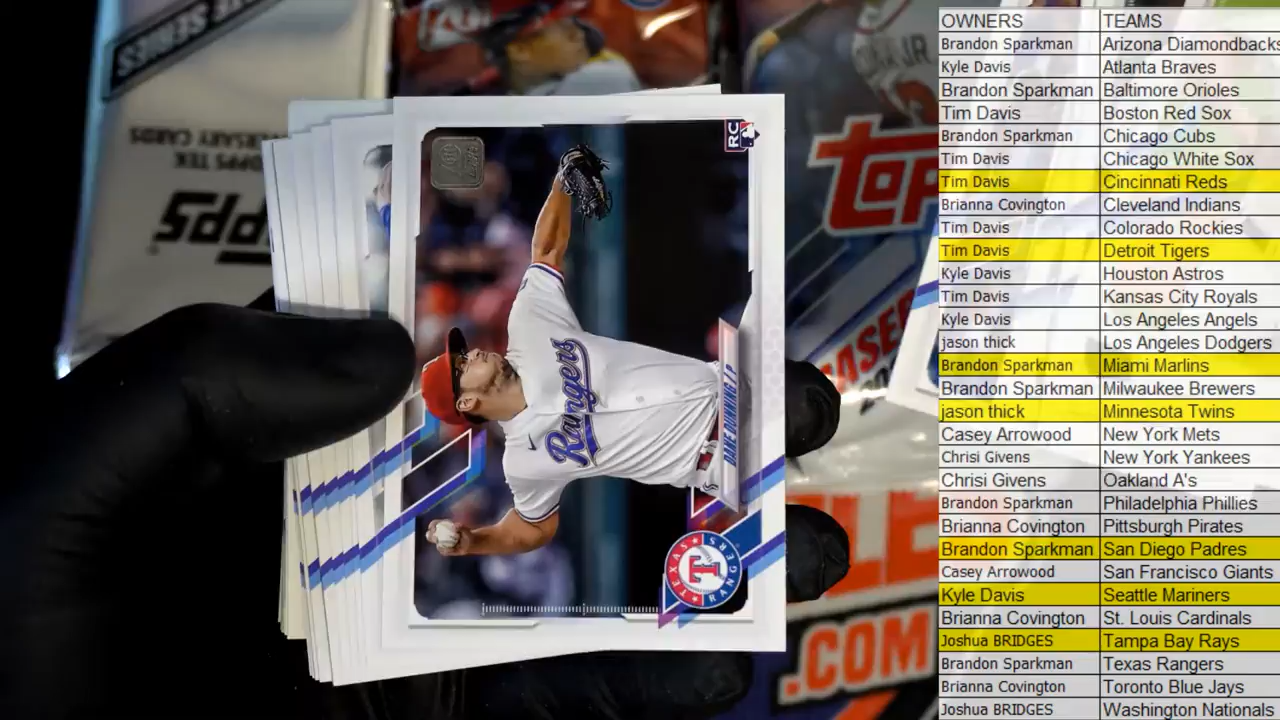 OWNERS TEAMS
Brandon Sparkman Arizona Diamondbacks
Kyle Davis Atlanta Braves
Brandon Sparkman Baltimore Orioles
Tim Davis Boston Red Sox
Brandon Sparkman Chicago Cubs
Tim Davis Chicago White Sox
Tim Davis Cincinnati Reds
Brianna Covington Cleveland Indians
Tim Davis Colorado Rockies
Tim Davis Detroit Tigers
Kyle Davis Houston Astros
Tim Davis Kansas City Royals
Kyle Davis Los Angeles Angels
jason thick Los Angeles Dodgers
Brandon Sparkman Miami Marlins
Brandon Sparkman Milwaukee Brewers
jason thick Minnesota Twins
Casey Arrowood New York Mets
Chrisi Givens New York Yankees
Chrisi Givens Oakland A's
Brandon Sparkman Philadelphia Phillies
Brianna Covington Pittsburgh Pirates
Brandon Sparkman San Diego Padres
Casey Arrowood San Francisco Giants
Kyle Davis Seattle Mariners
Brianna Covington St. Louis Cardinals
Joshua BRIDGES Tampa Bay Rays
Brandon Sparkman Texas Rangers
Brianna Covington Toronto Blue Jays
Joshua BRIDGES Washington Nationals
RC
Rangers
DANE DUNNING / P
TEXAS RANGERS
T
TOPPS TEK
topps
TOP
.COM